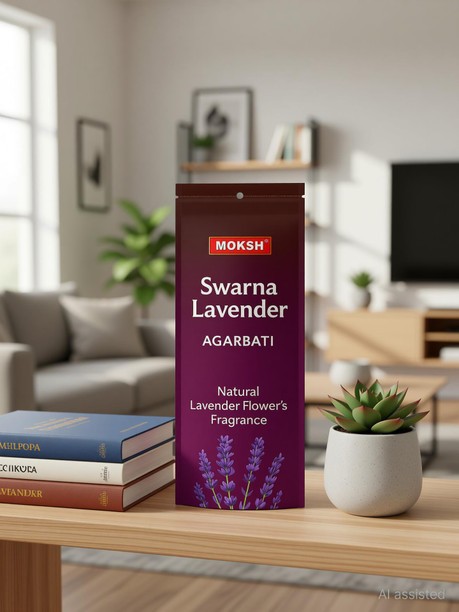 MOKSH®
Swarna
Lavender
AGARBATI
Natural
Lavender Flower's
Fragrance
AI assisted